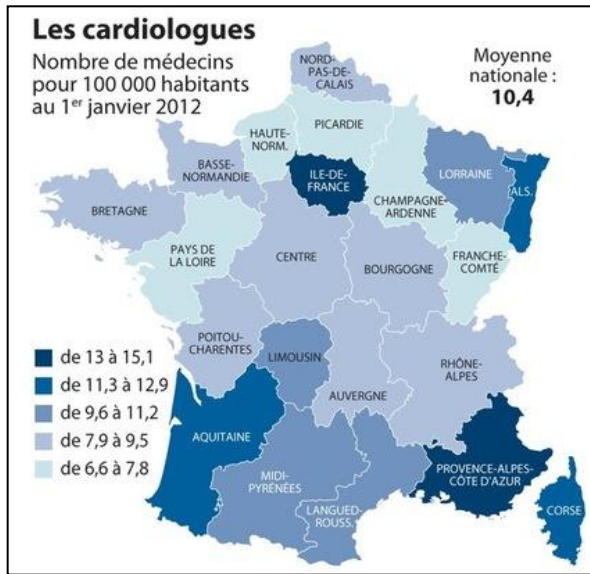 Les cardiologues
Nombre de médecins
pour 100 000 habitants
au 1er janvier 2012
Moyenne
nationale :
10,4
NORD-
PAS-DE-
CALAIS
PICARDIE
HAUTE-
NORM.
BASSE-
NORMANDIE
ILE-DE-
FRANCE
CHAMPAGNE-
ARDENNE
LORRAINE
ALS.
BRETAGNE
PAYS DE
LA LOIRE
CENTRE
BOURGOGNE
FRANCHE-
COMTÉ
POITOU-
CHARENTES
LIMOUSIN
AUVERGNE
RHÔNE-
ALPES
AQUITAINE
MIDI-
PYRÉNÉES
LANGUED-
ROUSS.
PROVENCE-ALPES-
CÔTE D'AZUR
CORSE
de 13 à 15,1
de 11,3 à 12,9
de 9,6 à 11,2
de 7,9 à 9,5
de 6,6 à 7,8